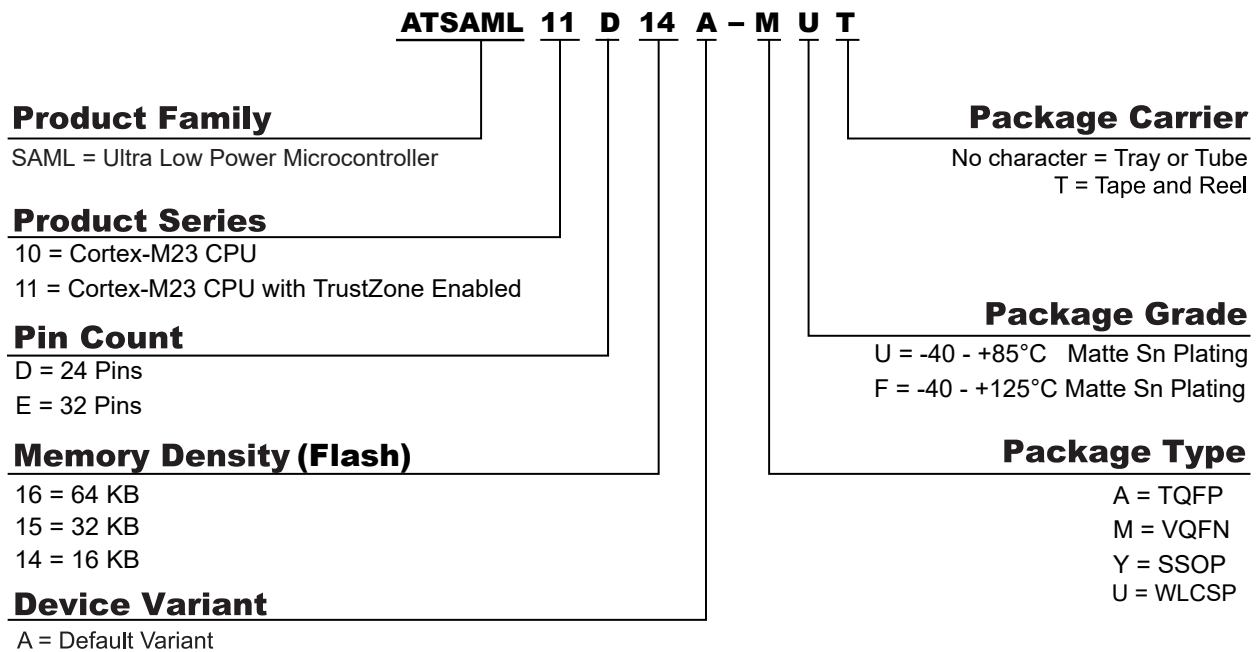 ATSAML 11 D 14 A – M U T
Product Family
SAML = Ultra Low Power Microcontroller
Product Series
10 = Cortex-M23 CPU
11 = Cortex-M23 CPU with TrustZone Enabled
Pin Count
D = 24 Pins
E = 32 Pins
Memory Density (Flash)
16 = 64 KB
15 = 32 KB
14 = 16 KB
Device Variant
A = Default Variant
Package Carrier
No character = Tray or Tube
T = Tape and Reel
Package Grade
U = -40 - +85°C Matte Sn Plating
F = -40 - +125°C Matte Sn Plating
Package Type
A = TQFP
M = VQFN
Y = SSOP
U = WLCSP